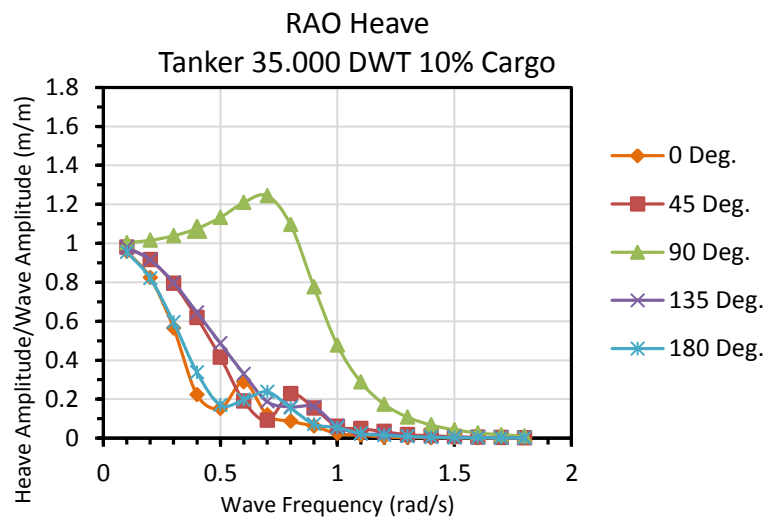 RAO Heave
Tanker 35.000 DWT 10% Cargo
Heave Amplitude/Wave Amplitude (m/m)
1.8
1.6
1.4
1.2
1
0.8
0.6
0.4
0.2
0
0 0.5 1 1.5 2
Wave Frequency (rad/s)
0 Deg.
45 Deg.
90 Deg.
135 Deg.
180 Deg.